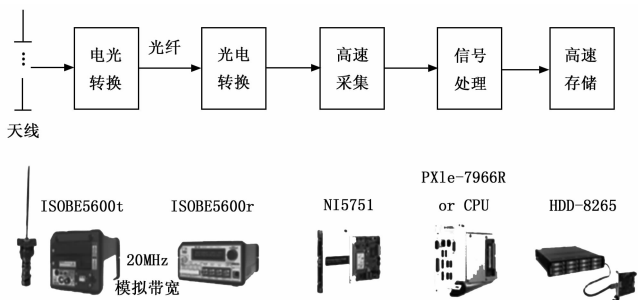 电光
转换
光纤
光电
转换
高速
采集
信号
处理
高速
存储
…
天线
ISOBE5600t
ISOBE5600r
NI5751
PXle-7966R
or CPU
HDD-8265
20MHz
模拟带宽